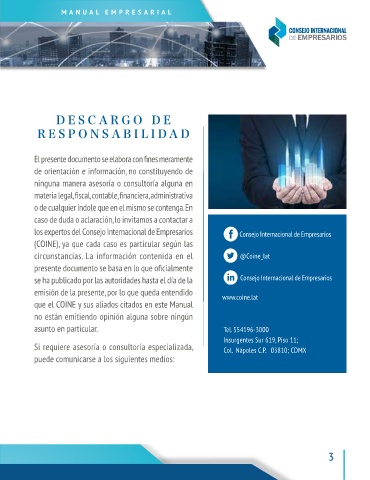 MANUAL EMPRESARIAL
CONSEJO INTERNACIONAL
DE EMPRESARIOS
DESCARGO DE
RESPONSABILIDAD
El presente documento se elabora con fines meramente
de orientación e información, no constituyendo de
ninguna manera asesoría o consultoría alguna en
materia legal, fiscal, contable, financiera, administrativa
o de cualquier índole que en el mismo se contenga. En
caso de duda o aclaración, lo invitamos a contactar a
los expertos del Consejo Internacional de Empresarios
(COINE), ya que cada caso es particular según las
circunstancias. La información contenida en el
presente documento se basa en lo que oficialmente
se ha publicado por las autoridades hasta el día de la
emisión de la presente, por lo que queda entendido
que el COINE y sus aliados citados en este Manual
no están emitiendo opinión alguna sobre ningún
asunto en particular.
Si requiere asesoría o consultoría especializada,
puede comunicarse a los siguientes medios:
Consejo Internacional de Empresarios
@Coine_lat
Consejo Internacional de Empresarios
www.coine.lat
Tel. 554196-3000
Insurgentes Sur 619, Piso 11;
Col. Nápoles C.P. 03810; CDMX
3